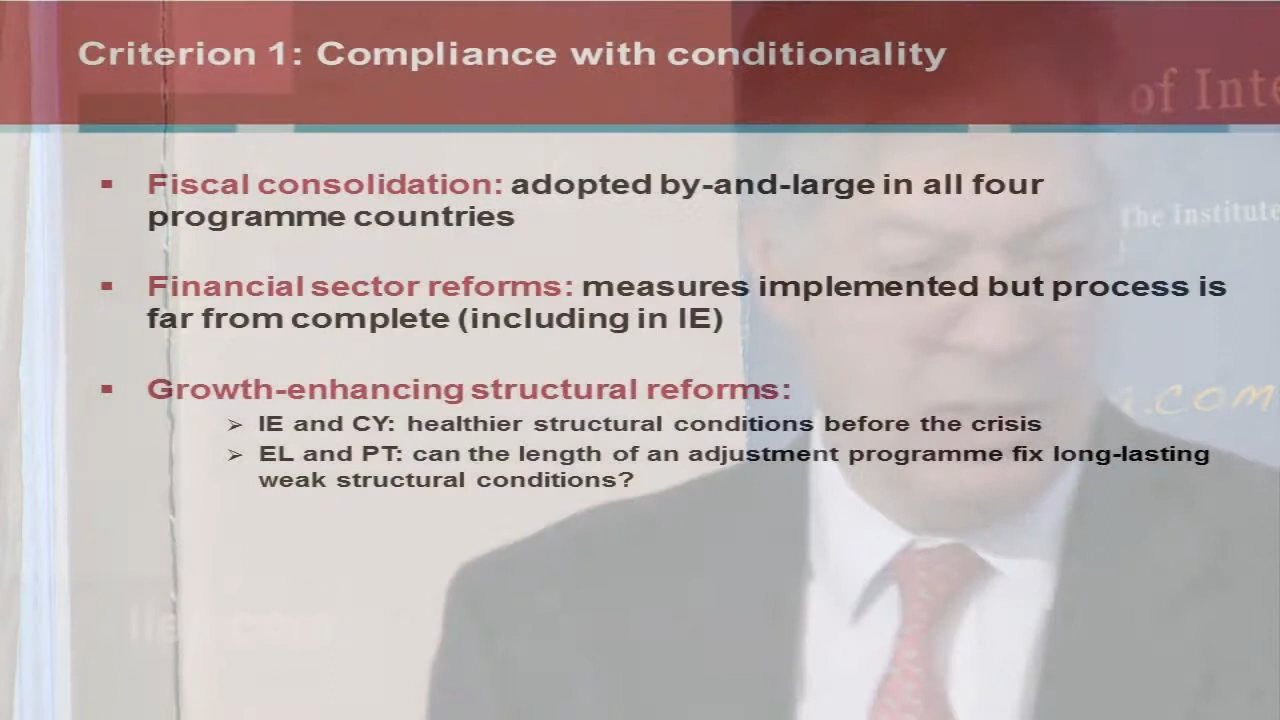 Criterion 1: Compliance with conditionality
of Inte
▪ Fiscal consolidation: adopted by-and-large in all four
programme countries
The Institute
▪ Financial sector reforms: measures implemented but process is
far from complete (including in IE)
▪ Growth-enhancing structural reforms:
.com
➢ IE and CY: healthier structural conditions before the crisis
➢ EL and PT: can the length of an adjustment programme fix long-lasting
weak structural conditions?